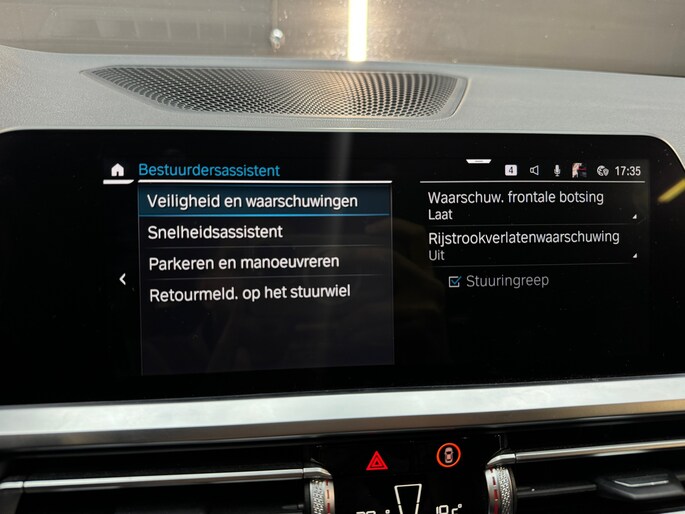 Bestuurdersassistent
4
17:35
Veiligheid en waarschuwingen
Snelheidsassistent
Parkeren en manoeuvreren
Retourmeld. op het stuurwiel
Waarschuw. frontale botsing
Laat
Rijstrookverlatenwaarschuwing
Uit
Stuuringreep